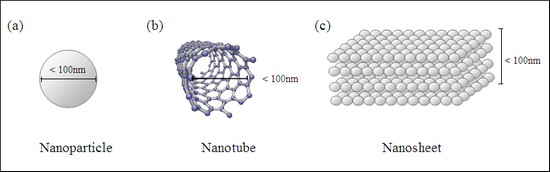 (a)
< 100nm
Nanoparticle
(b)
< 100nm
Nanotube
(c)
< 100nm
Nanosheet